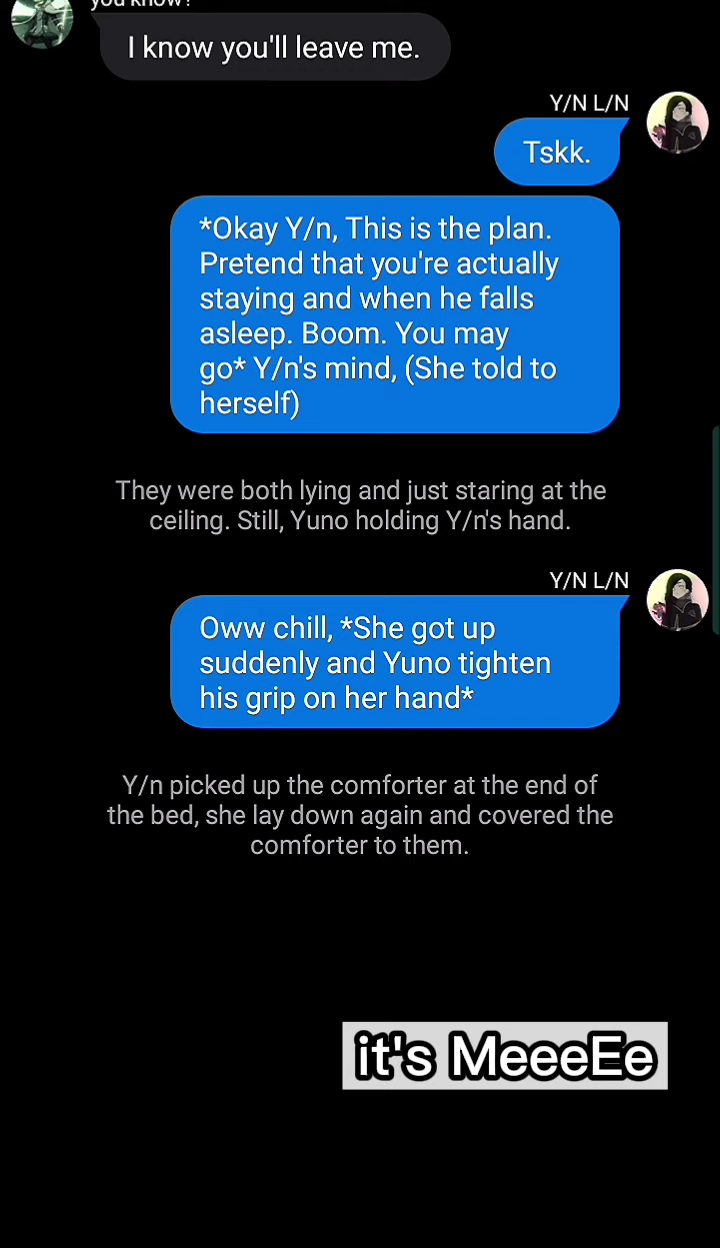 you know?
I know you'll leave me.
Y/N L/N
Tskk.
*Okay Y/n, This is the plan.
Pretend that you're actually
staying and when he falls
asleep. Boom. You may
go* Y/n's mind, (She told to
herself)
They were both lying and just staring at the
ceiling. Still, Yuno holding Y/n's hand.
Y/N L/N
Oww chill, *She got up
suddenly and Yuno tighten
his grip on her hand*
Y/n picked up the comforter at the end of
the bed, she lay down again and covered the
comforter to them.
it's MeeeEe